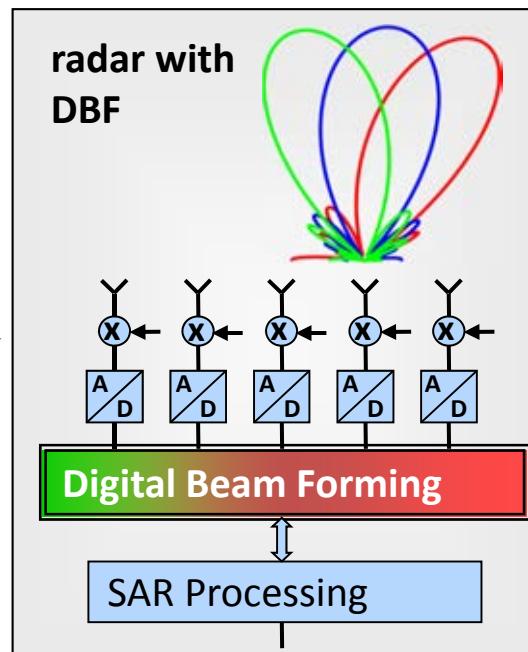 radar with
DBF
X X X X X
A A A A A
D D D D D
Digital Beam Forming
SAR Processing